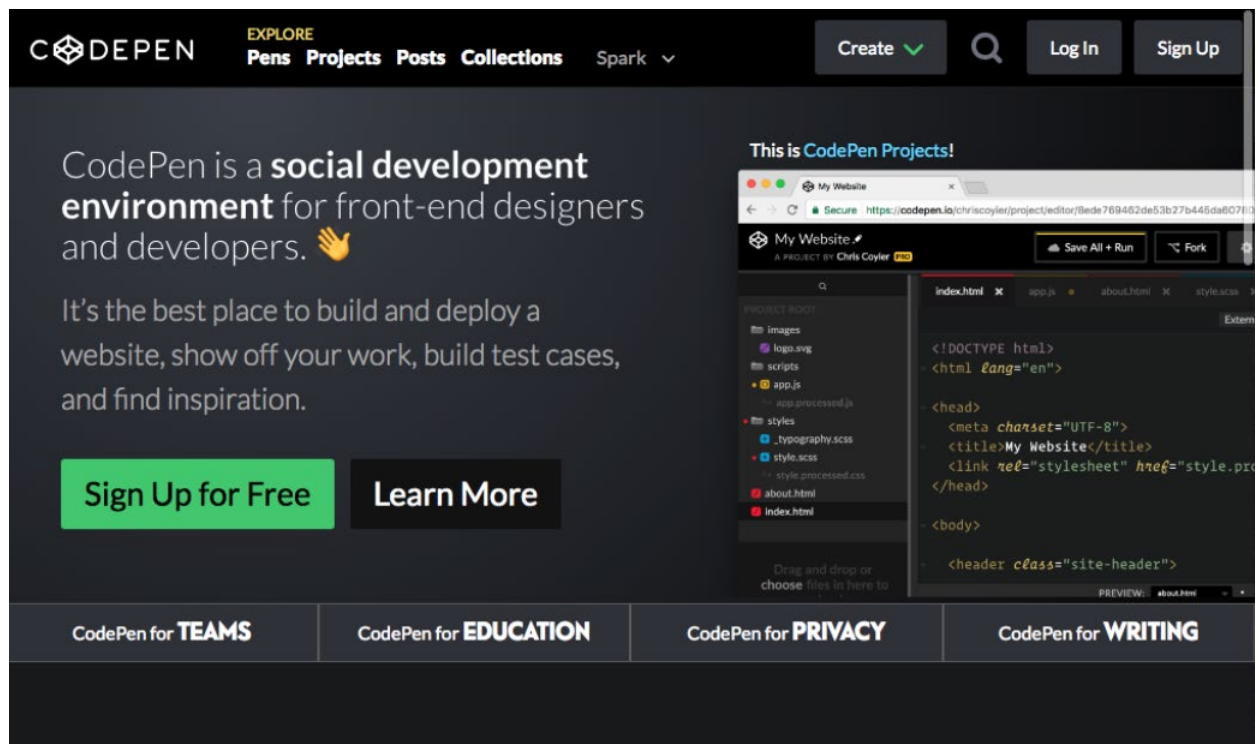 CODEPEN
EXPLORE
Pens Projects Posts Collections
Spark
Create
Log In
Sign Up
CodePen is a social development
environment for front-end designers
and developers.
It's the best place to build and deploy a
website, show off your work, build test cases,
and find inspiration.
Sign Up for Free
Learn More
This is CodePen Projects!
My Website
Secure https://codepen.io/chriscoyier/project/editor/
My Website
A PROJECT BY Chris Coyier PRO
Save All + Run
Fork
index.html
app.js
about.html
style.scss
PROJECT ROOT
images
logo.svg
scripts
app.js
app.processed.js
styles
_typography.scss
style.scss
style.processed.css
about.html
index.html
Drag and drop or
choose files in here to
Extern
<!DOCTYPE html>
<html lang="en">
<head>
<meta charset="UTF-8">
<title>My Website</title>
<link rel="stylesheet" href="style.pro
</head>
<body>
<header class="site-header">
PREVIEW: about.html
CodePen for TEAMS
CodePen for EDUCATION
CodePen for PRIVACY
CodePen for WRITING